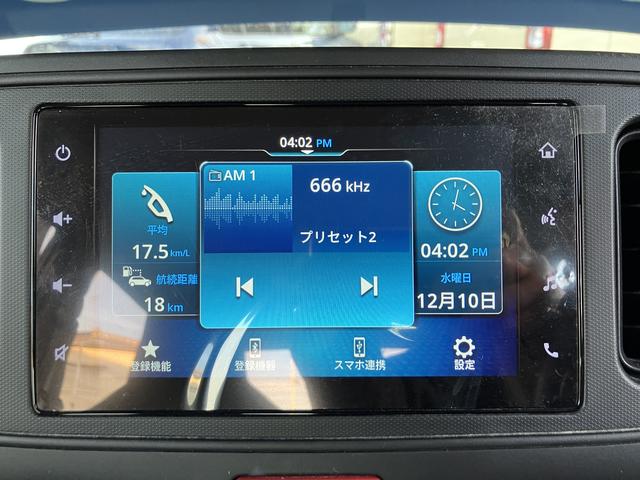 04:02 PM
AM 1
666 kHz
プリセット2
平均
17.5 km/L
航続距離
18 km
04:02 PM
水曜日
12月10日
登録機能
登録機器
スマホ連携
設定